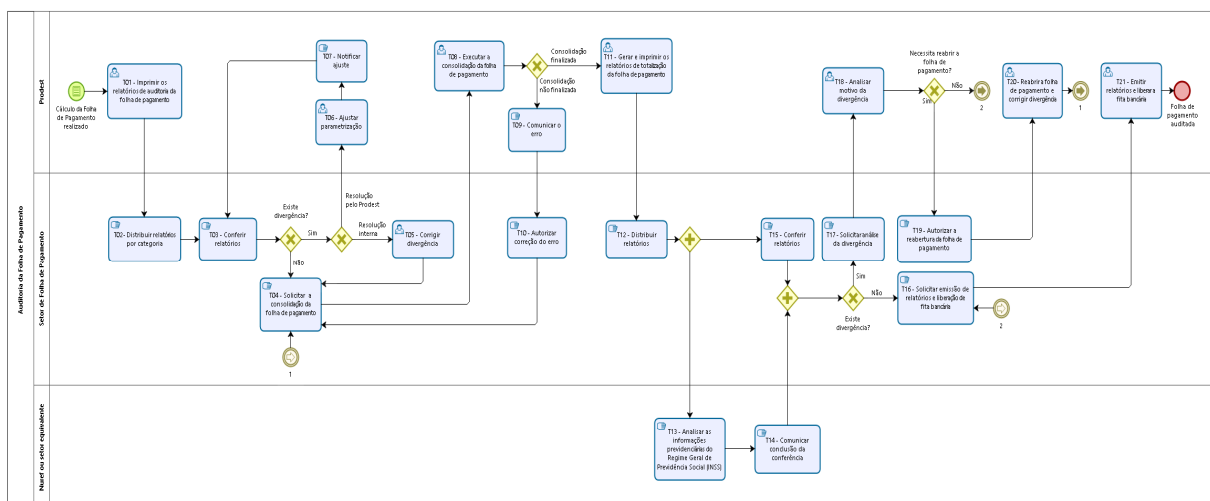 Auditoria da Folha de Pagamento
Prodest
Cálculo da Folha
de Pagamento
realizado
T01 - Imprimir os
relatórios de auditoria da
folha de pagamento
T07 - Notificar
ajuste
T06 - Ajustar
parametrização
T08 - Executar a
consolidação da folha
de pagamento
Consolidação
finalizada
Consolidação
não finalizada
T09 - Comunicar o
erro
T11 - Gerar e imprimir os
relatórios de totalização
da folha de pagamento
T18 - Analisar
motivo da
divergência
Necessita reabrir a
folha de
pagamento?
Não
Sim
2
T20 - Reabrir a folha
de pagamento e
corrigir divergência
1
T21 - Emitir
relatórios e liberar a
fita bancária
Folha de
pagamento
auditada
Setor de Folha de Pagamento
T02 - Distribuir relatórios
por categoria
T03 - Conferir
relatórios
Existe
divergência?
Sim
Não
Resolução
pelo Prodest
Resolução
interna
T05 - Corrigir
divergência
T04 - Solicitar a
consolidação da
folha de pagamento
1
T10 - Autorizar
correção do erro
T12 - Distribuir
relatórios
T15 - Conferir
relatórios
T17 - Solicitar análise
da divergência
Sim
Não
Existe
divergência?
T19 - Autorizar a
reabertura da folha de
pagamento
T16 - Solicitar emissão de
relatórios e liberação de
fita bancária
2
Nuref ou setor equivalente
T13 - Analisar as
informações
previdenciárias do
Regime Geral de
Previdência Social (INSS)
T14 - Comunicar
conclusão da
conferência